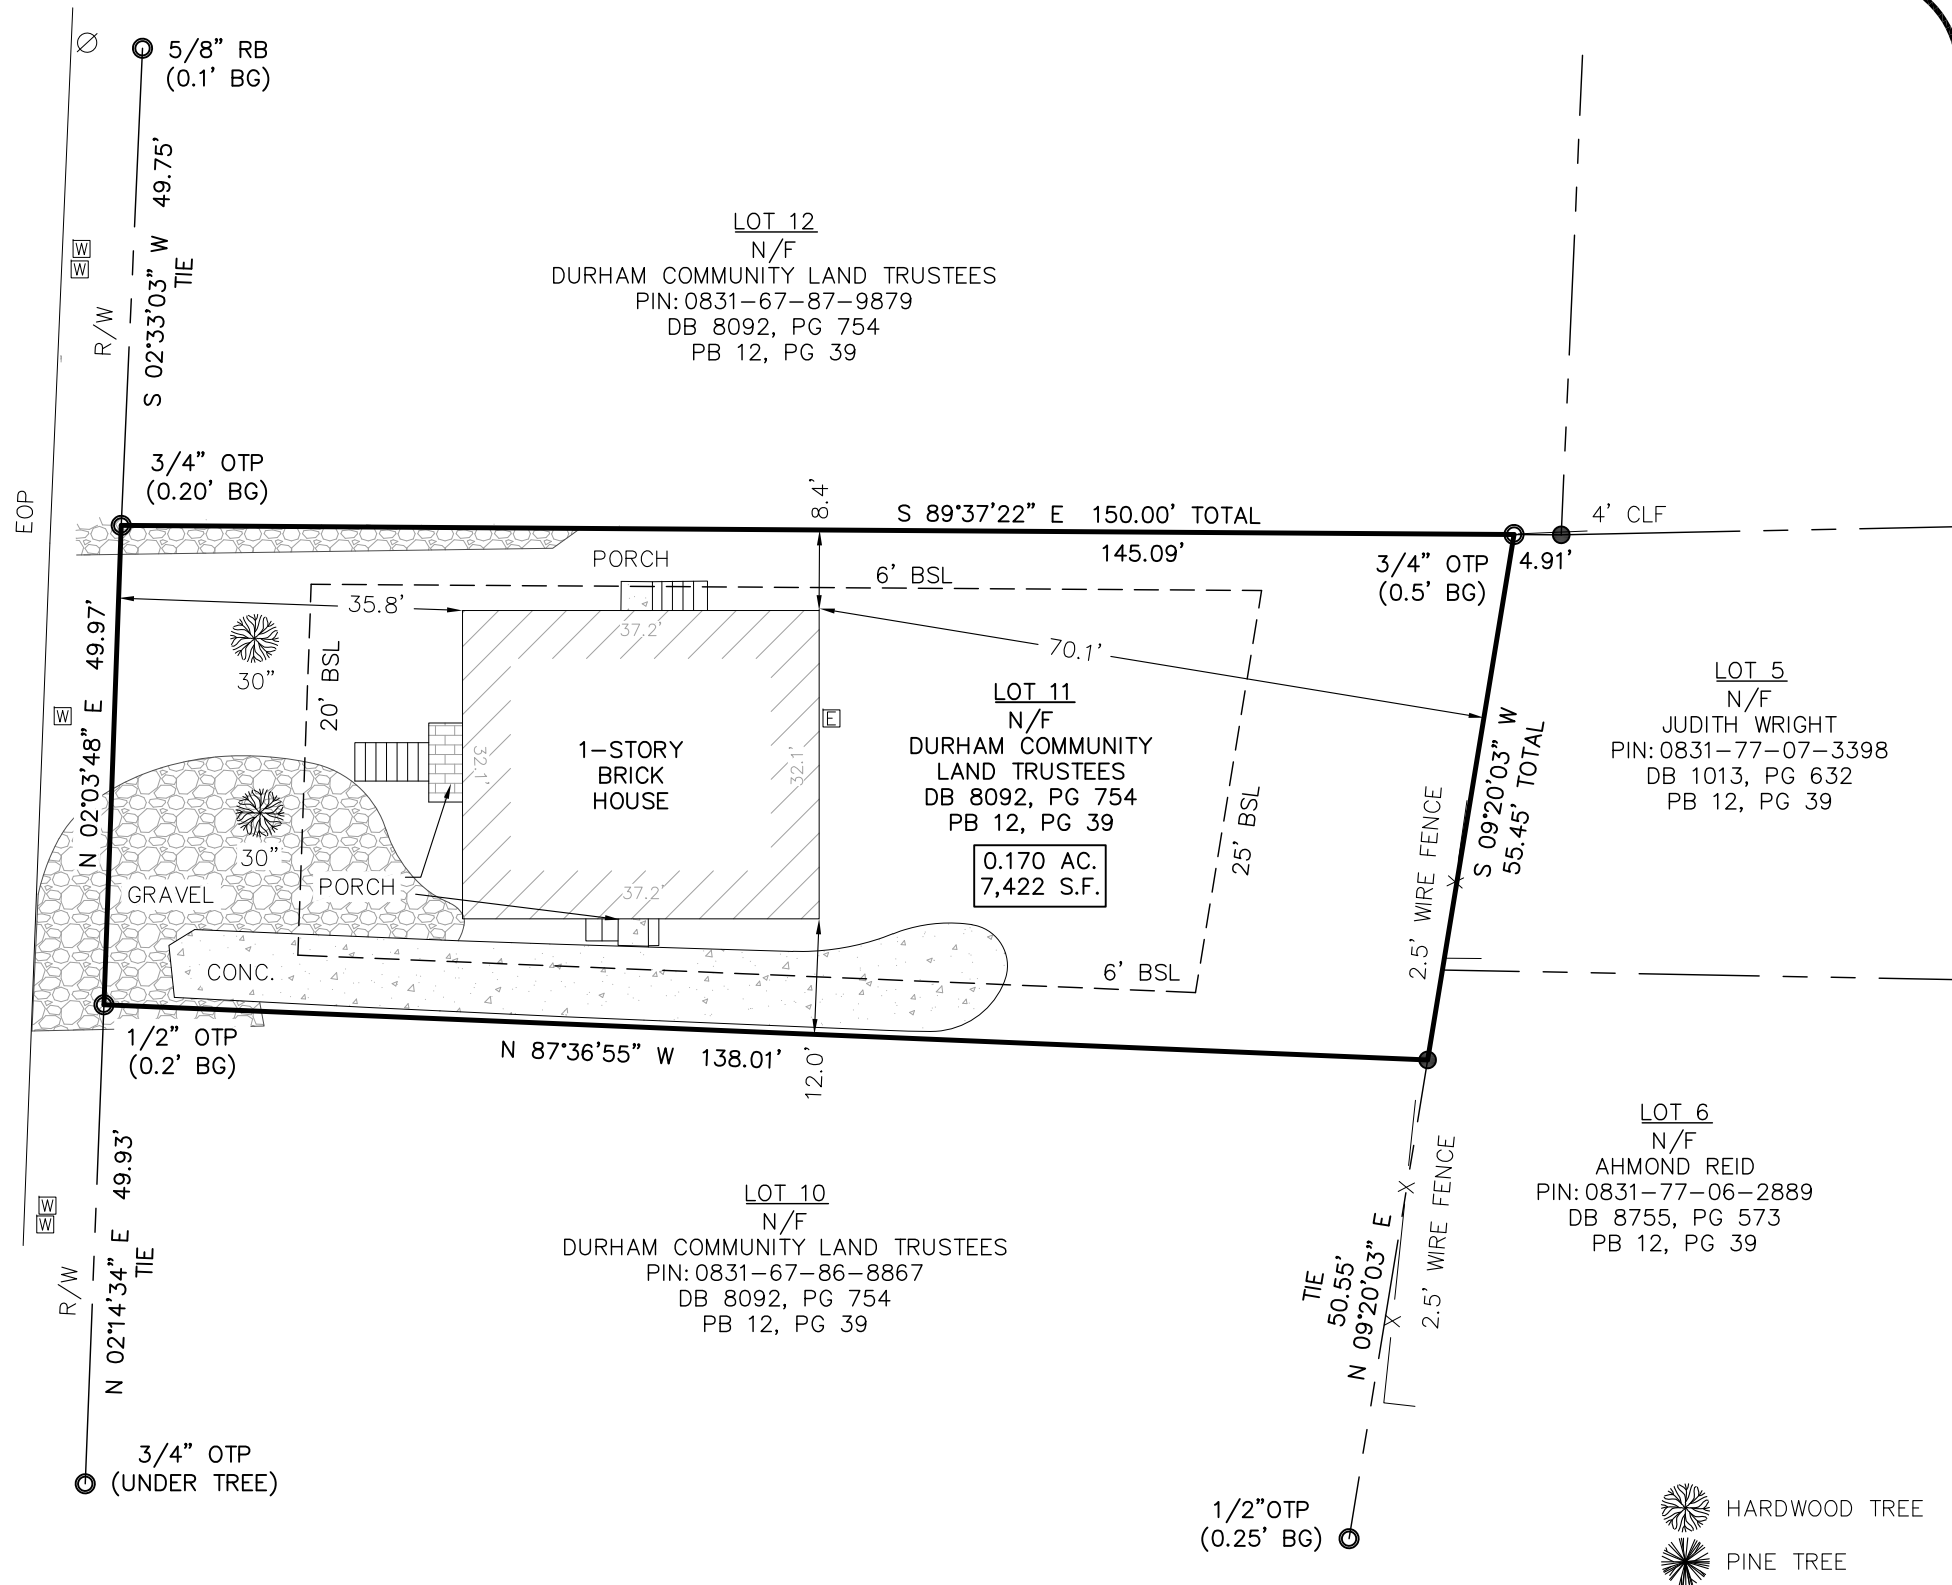 5/8" RB
(0.1' BG)
S 02°33'03" W 49.75'
TIE
R/W
W
W
LOT 12
N/F
DURHAM COMMUNITY LAND TRUSTEES
PIN:0831-67-87-9879
DB 8092, PG 754
PB 12, PG 39
3/4" OTP
(0.20' BG)
EOP
8.4'
S 89°37'22" E 150.00' TOTAL
145.09'
4' CLF
3/4" OTP
(0.5' BG)
4.91'
PORCH
6' BSL
35.8'
37.2'
30"
20' BSL
70.1'
N 02°03'48" E 49.97'
W
E
32.1'
32.1'
1-STORY
BRICK
HOUSE
LOT 11
N/F
DURHAM COMMUNITY
LAND TRUSTEES
DB 8092, PG 754
PB 12, PG 39
0.170 AC.
7,422 S.F.
25' BSL
2.5' WIRE FENCE
X
S 09°20'03" W
55.45' TOTAL
LOT 5
N/F
JUDITH WRIGHT
PIN:0831-77-07-3398
DB 1013, PG 632
PB 12, PG 39
30"
GRAVEL
PORCH
37.2'
CONC.
6' BSL
1/2" OTP
(0.2' BG)
N 87°36'55" W 138.01'
12.0'
N 02°14'34" E 49.93'
TIE
R/W
W
W
LOT 10
N/F
DURHAM COMMUNITY LAND TRUSTEES
PIN:0831-67-86-8867
DB 8092, PG 754
PB 12, PG 39
LOT 6
N/F
AHMOND REID
PIN:0831-77-06-2889
DB 8755, PG 573
PB 12, PG 39
TIE
50.55'
N 09°20'03" E
X
X
2.5' WIRE FENCE
3/4" OTP
(UNDER TREE)
1/2"OTP
(0.25' BG)
HARDWOOD TREE
PINE TREE